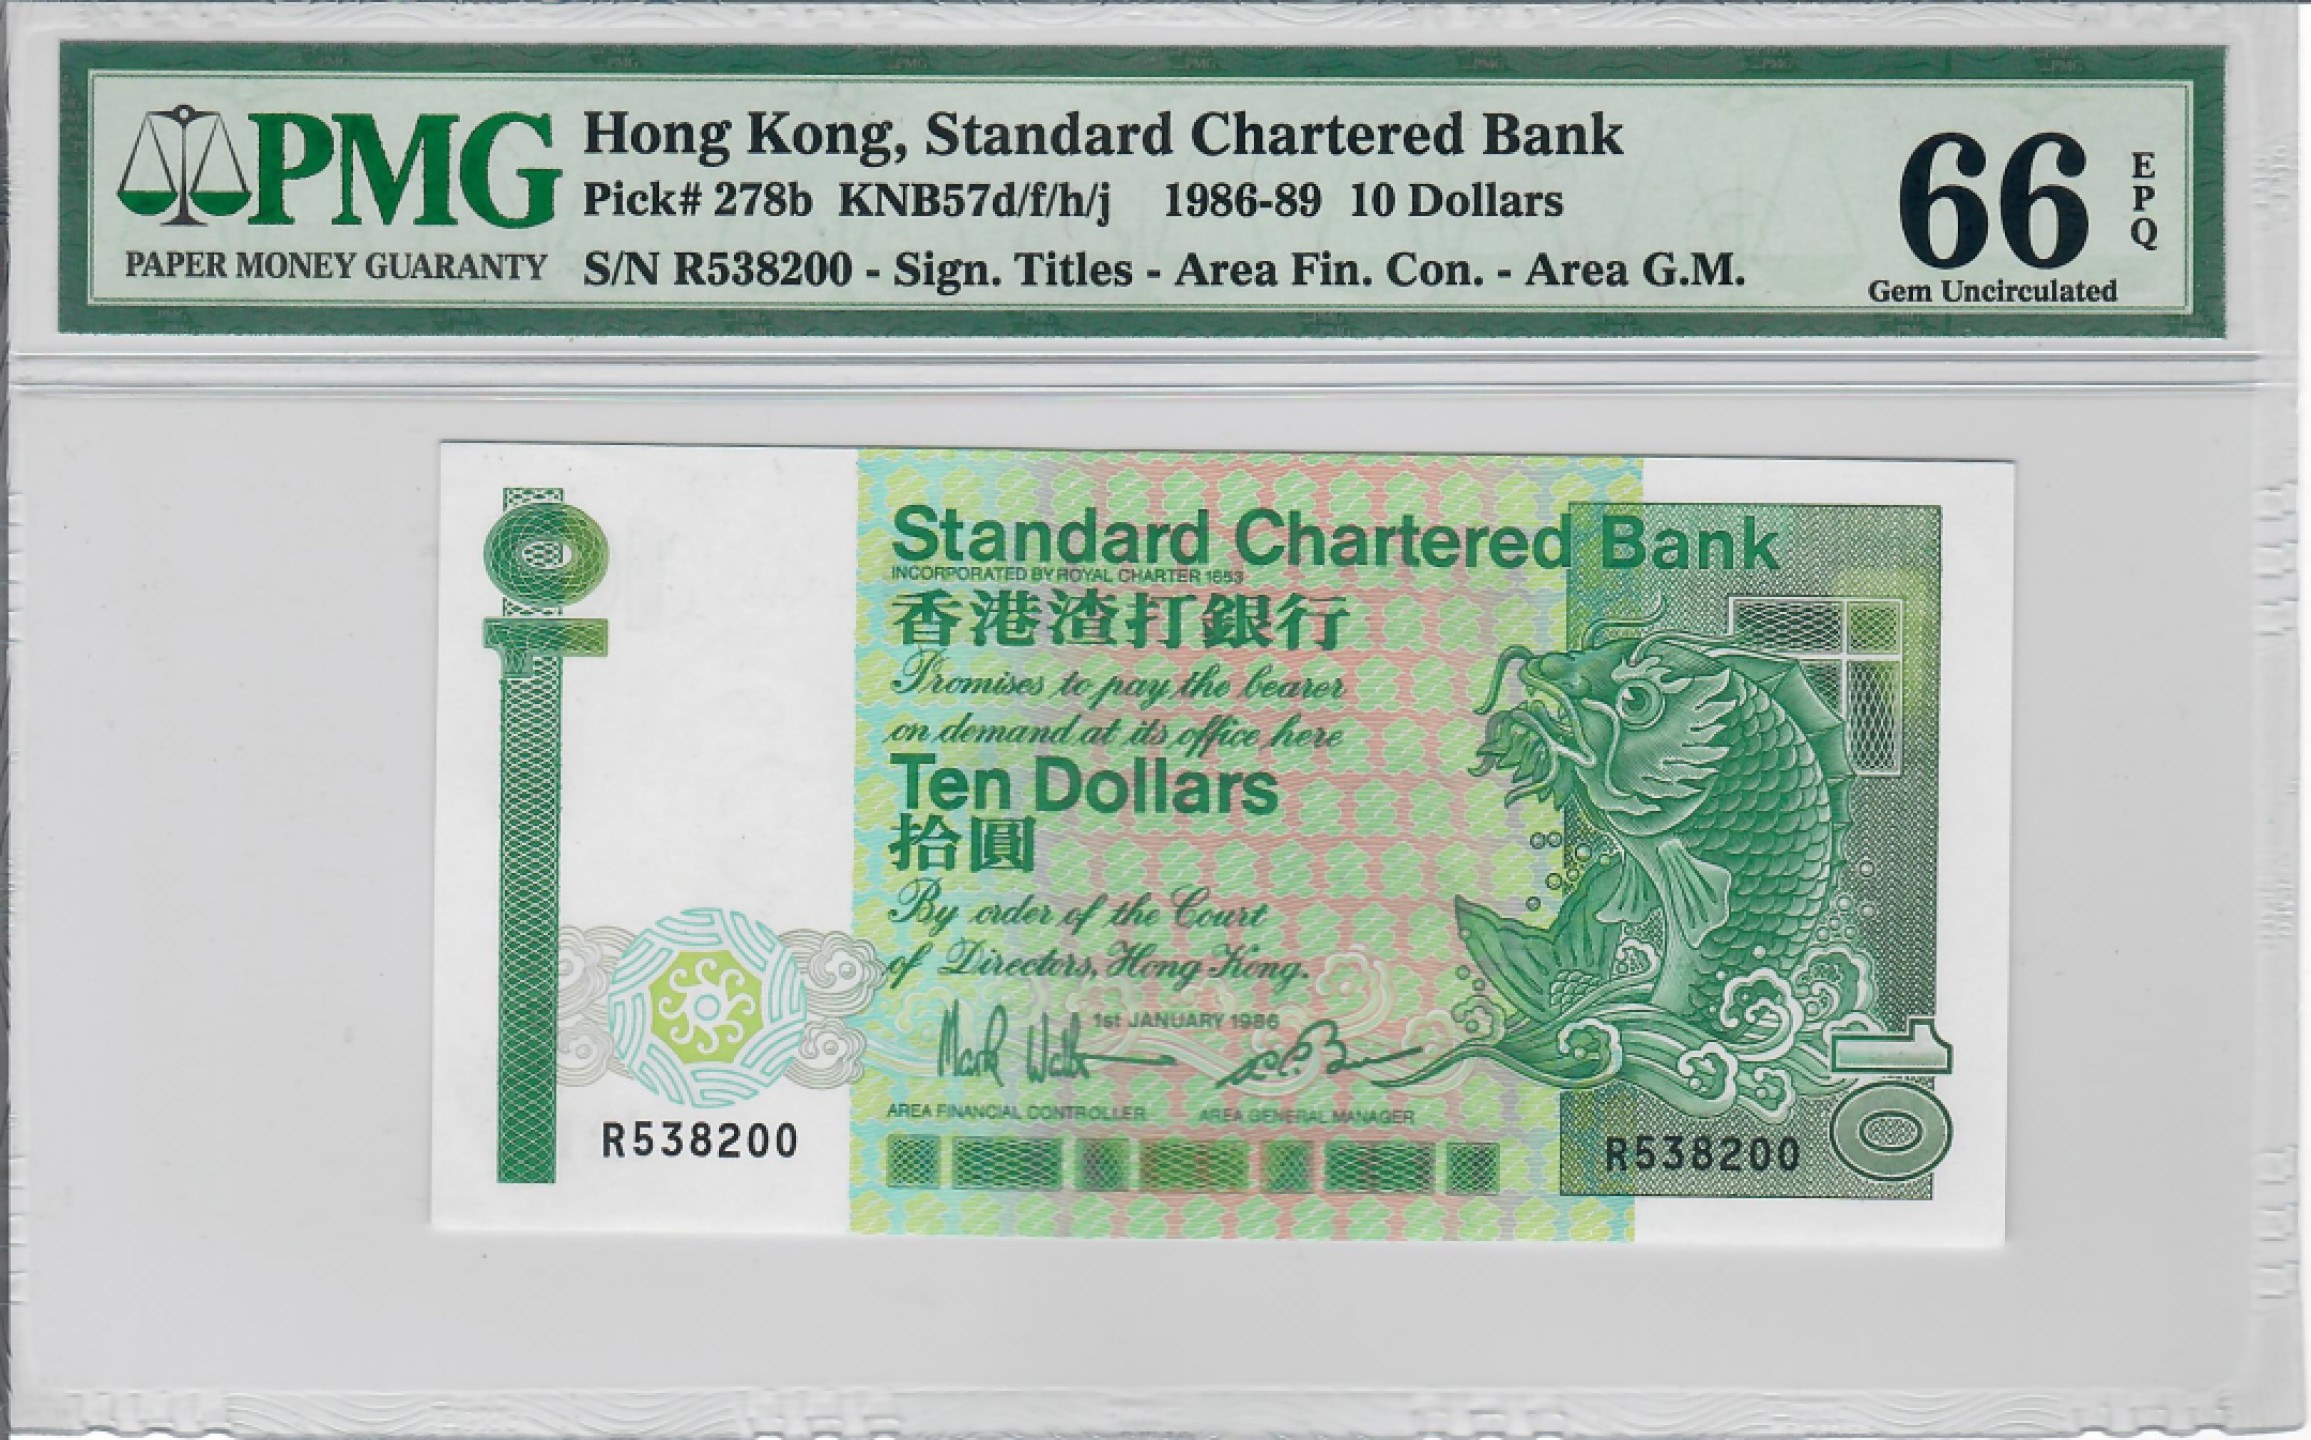 PMG
PAPER MONEY GUARANTY
Hong Kong, Standard Chartered Bank
Pick# 278b KNB57d/f/h/j 1986-89 10 Dollars
S/N R538200 - Sign. Titles - Area Fin. Con. - Area G.M.
66
EPQ
Gem Uncirculated
10
Standard Chartered Bank
INCORPORATED BY ROYAL CHARTER 1853
香港渣打銀行
Promises to pay the bearer
on demand at its office here
Ten Dollars
拾圓
By order of the Court
of Directors, Hong Kong.
1st JANUARY 1986
AREA FINANCIAL CONTROLLER AREA GENERAL MANAGER
R538200 R538200
10